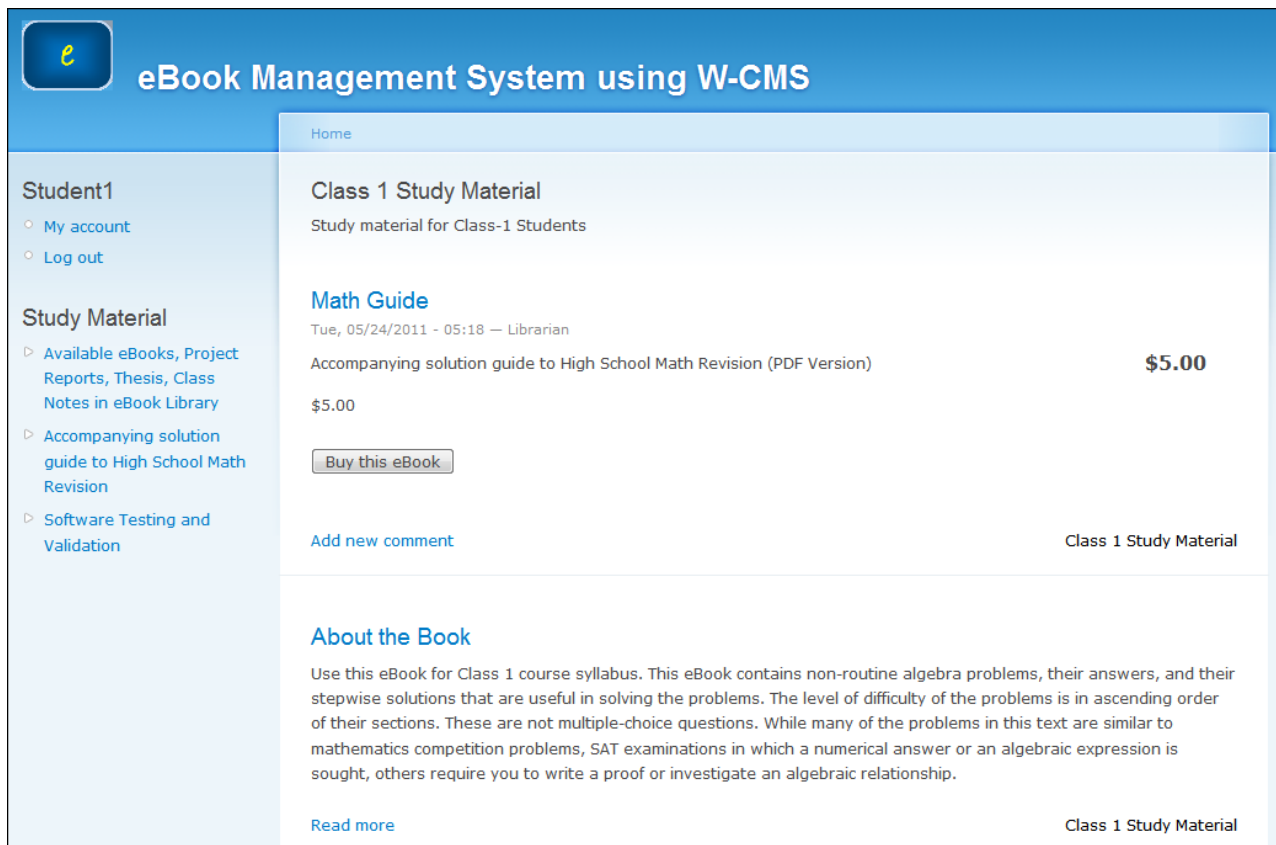 e
eBook Management System using W-CMS
Home
Student1
My account
Log out
Study Material
Available eBooks, Project
Reports, Thesis, Class
Notes in eBook Library
Accompanying solution
guide to High School Math
Revision
Software Testing and
Validation
Class 1 Study Material
Study material for Class-1 Students
Math Guide
Tue, 05/24/2011 - 05:18 — Librarian
Accompanying solution guide to High School Math Revision (PDF Version)
$5.00
$5.00
Buy this eBook
Add new comment
Class 1 Study Material
About the Book
Use this eBook for Class 1 course syllabus. This eBook contains non-routine algebra problems, their answers, and their
stepwise solutions that are useful in solving the problems. The level of difficulty of the problems is in ascending order
of their sections. These are not multiple-choice questions. While many of the problems in this text are similar to
mathematics competition problems, SAT examinations in which a numerical answer or an algebraic expression is
sought, others require you to write a proof or investigate an algebraic relationship.
Read more
Class 1 Study Material